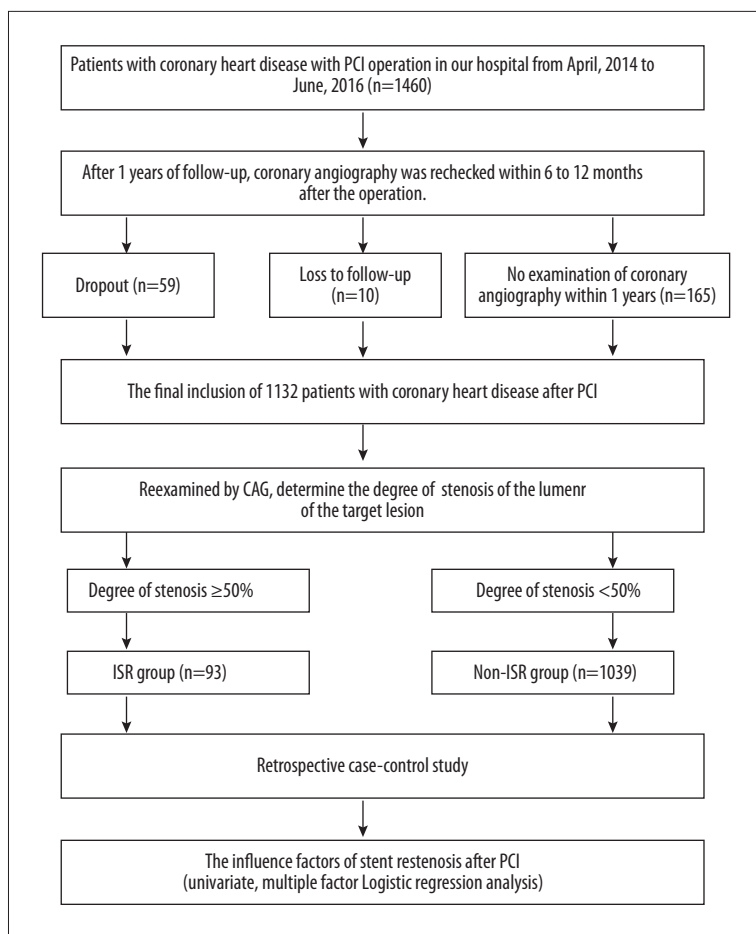 Patients with coronary heart disease with PCI operation in our hospital from April, 2014 to
June, 2016 (n=1460)
After 1 years of follow-up, coronary angiography was rechecked within 6 to 12 months
after the operation.
Dropout (n=59)
Loss to follow-up
(n=10)
No examination of coronary
angiography within 1 years (n=165)
The final inclusion of 1132 patients with coronary heart disease after PCI
Reexamined by CAG, determine the degree of stenosis of the lumenr
of the target lesion
Degree of stenosis ≥50%
Degree of stenosis <50%
ISR group (n=93)
Non-ISR group (n=1039)
Retrospective case-control study
The influence factors of stent restenosis after PCI
(univariate, multiple factor Logistic regression analysis)